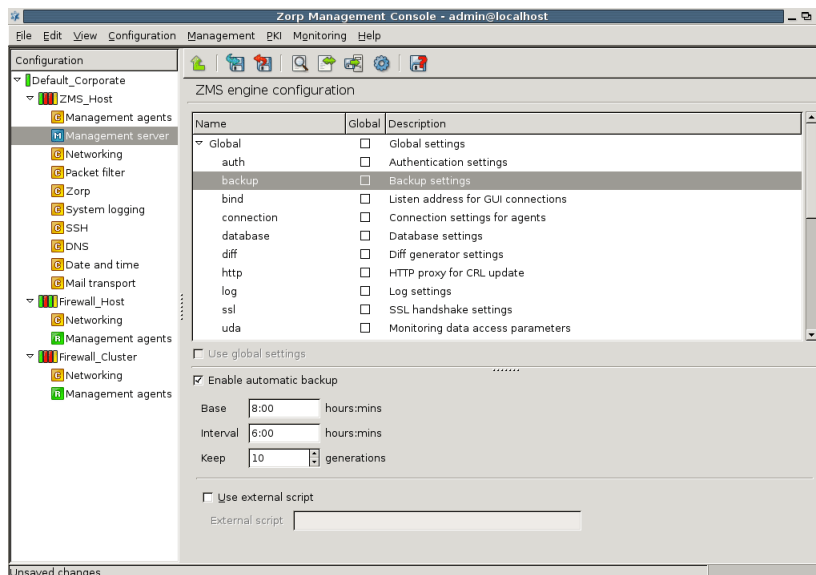 Zorp Management Console - admin@localhost
File Edit View Configuration Management PKI Monitoring Help
Configuration
Default_Corporate
ZMS_Host
Management agents
Management server
Networking
Packet filter
Zorp
System logging
SSH
DNS
Date and time
Mail transport
Firewall_Host
Networking
Management agents
Firewall_Cluster
Networking
Management agents
ZMS engine configuration
Name Global Description
Global Global settings
auth Authentication settings
backup Backup settings
bind Listen address for GUI connections
connection Connection settings for agents
database Database settings
diff Diff generator settings
http HTTP proxy for CRL update
log Log settings
ssl SSL handshake settings
uda Monitoring data access parameters
Use global settings
Enable automatic backup
Base 8:00 hours:mins
Interval 6:00 hours:mins
Keep 10 generations
Use external script
External script
Unsaved changes